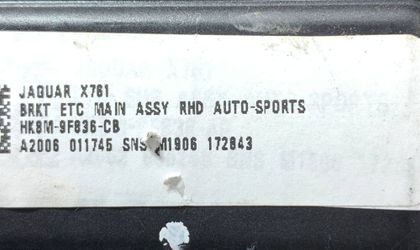 JAGUAR X761
BRKT ETC MAIN ASSY RHD AUTO-SPORTS
HK8M-9F836-CB
A2006 011745 SNS M1906 172843